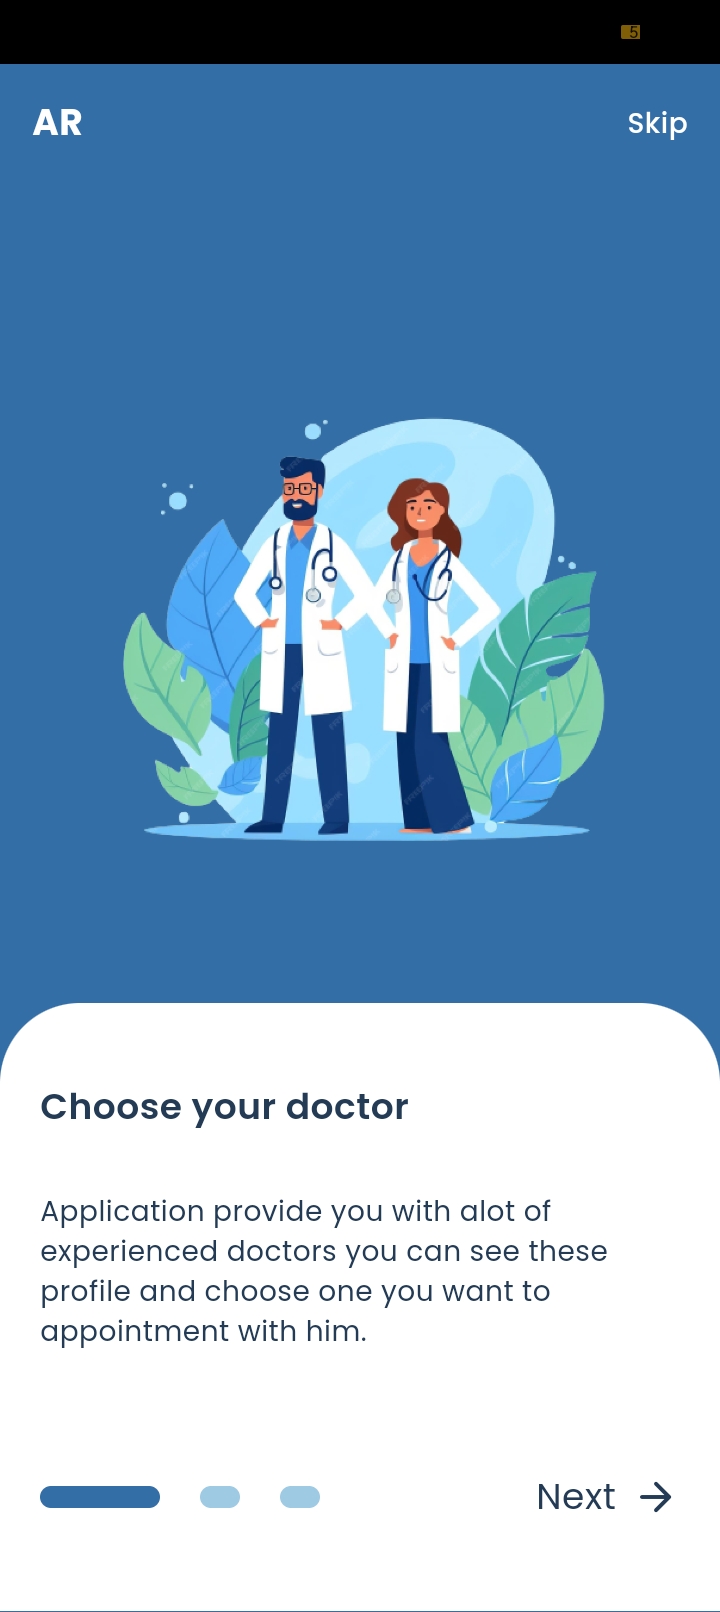 5
AR
Skip
Choose your doctor
Application provide you with alot of
experienced doctors you can see these
profile and choose one you want to
appointment with him.
Next